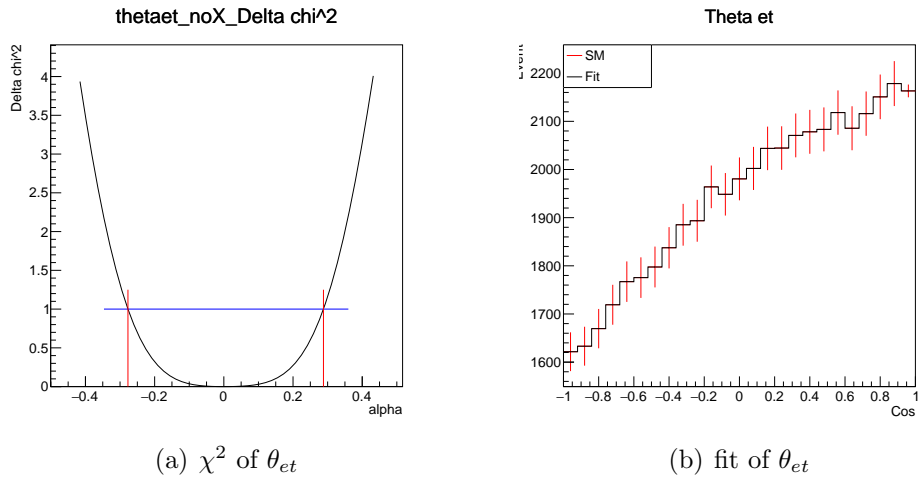 thetaet_noX_Delta chi^2
Delta chi^2
4
3.5
3
2.5
2
1.5
1
0.5
0
−0.4 −0.2 0 0.2 0.4
alpha
(a) χ² of θet
Theta et
SM
Fit
2200
2100
2000
1900
1800
1700
1600
−1 −0.8 −0.6 −0.4 −0.2 0 0.2 0.4 0.6 0.8 1
Cos
(b) fit of θet